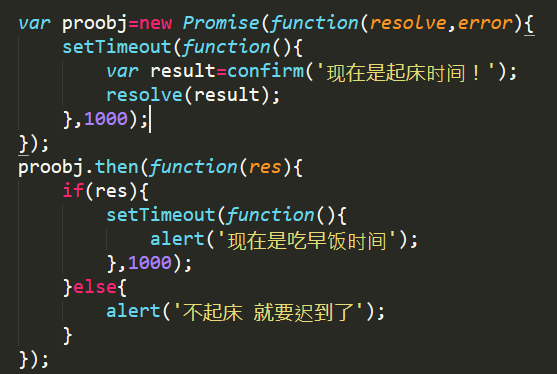 var proobj=new Promise(function(resolve,error){
    setTimeout(function(){
        var result=confirm('现在是起床时间！');
        resolve(result);
    },1000);
});
proobj.then(function(res){
    if(res){
        setTimeout(function(){
            alert('现在是吃早饭时间');
        },1000);
    }else{
        alert('不起床 就要迟到了');
    }
});